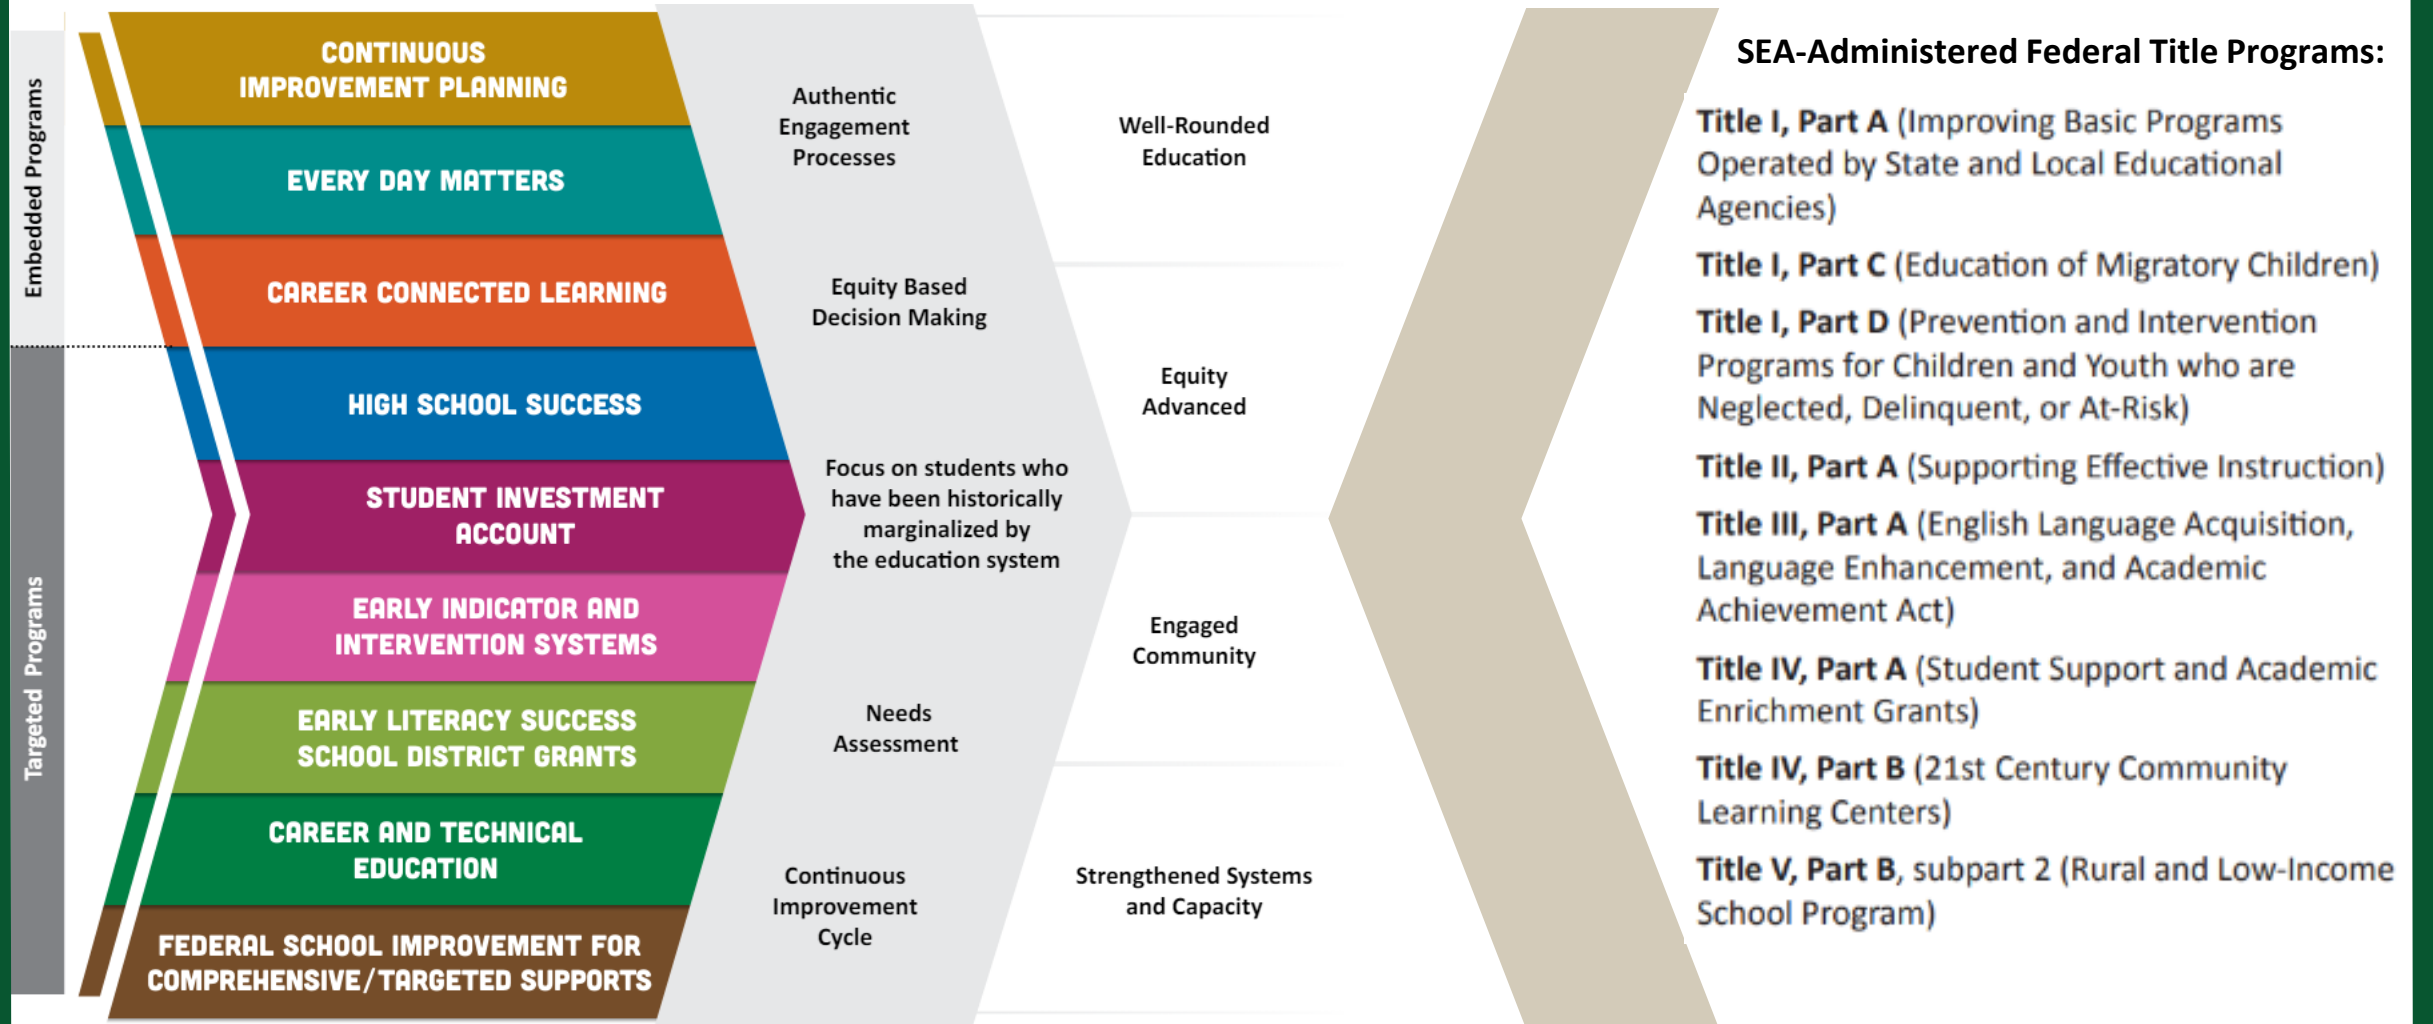 Embedded Programs
Targeted Programs
CONTINUOUS
IMPROVEMENT PLANNING
EVERY DAY MATTERS
CAREER CONNECTED LEARNING
HIGH SCHOOL SUCCESS
STUDENT INVESTMENT
ACCOUNT
EARLY INDICATOR AND
INTERVENTION SYSTEMS
EARLY LITERACY SUCCESS
SCHOOL DISTRICT GRANTS
CAREER AND TECHNICAL
EDUCATION
FEDERAL SCHOOL IMPROVEMENT FOR
COMPREHENSIVE/TARGETED SUPPORTS
Authentic
Engagement
Processes
Equity Based
Decision Making
Focus on students who
have been historically
marginalized by
the education system
Needs
Assessment
Continuous
Improvement
Cycle
Well-Rounded
Education
Equity
Advanced
Engaged
Community
Strengthened Systems
and Capacity
SEA-Administered Federal Title Programs:
Title I, Part A (Improving Basic Programs
Operated by State and Local Educational
Agencies)
Title I, Part C (Education of Migratory Children)
Title I, Part D (Prevention and Intervention
Programs for Children and Youth who are
Neglected, Delinquent, or At-Risk)
Title II, Part A (Supporting Effective Instruction)
Title III, Part A (English Language Acquisition,
Language Enhancement, and Academic
Achievement Act)
Title IV, Part A (Student Support and Academic
Enrichment Grants)
Title IV, Part B (21st Century Community
Learning Centers)
Title V, Part B, subpart 2 (Rural and Low-Income
School Program)